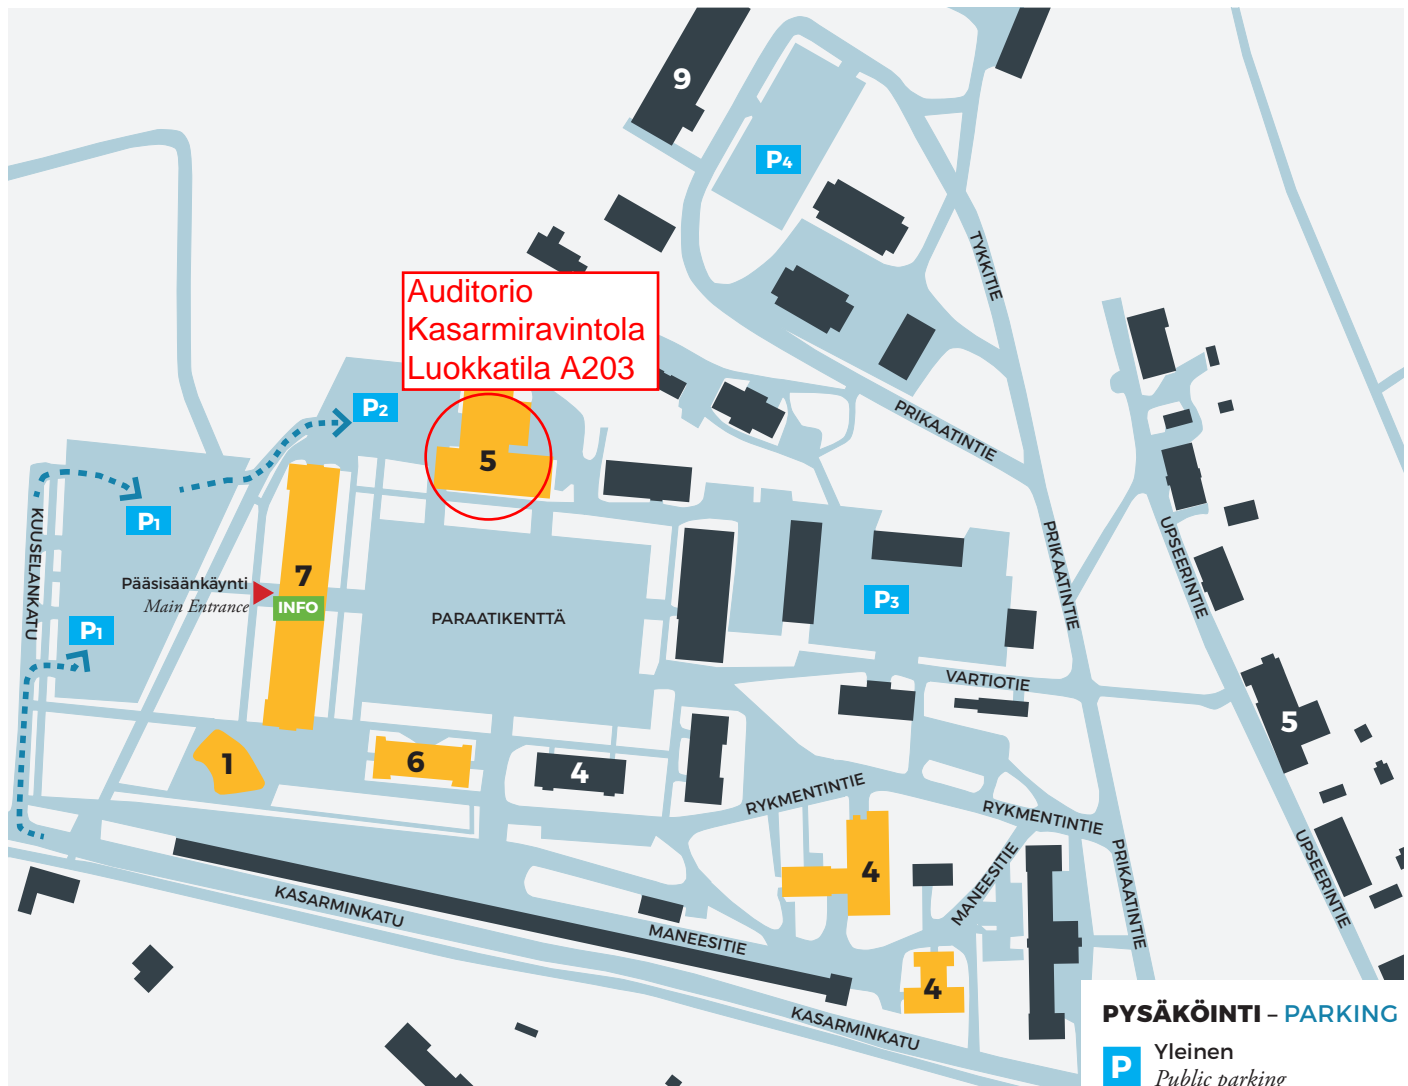 9
P4
TYKKITIE
Auditorio
Kasarmiravintola
Luokkatila A203
P2
PRIKAATINTIE
5
P1
KUUSELANKATU
UPSEERINTIE
PRIKAATINTIE
7
Pääsisäänkäynti
Main Entrance
INFO
P3
PARAATIKENTTÄ
P1
VARTIOTIE
5
1
6
4
RYKMENTINTIE
RYKMENTINTIE
UPSEERINTIE
PRIKAATINTIE
4
MANEESITIE
KASARMINKATU
MANEESITIE
4
KASARMINKATU
PYSÄKÖINTI – PARKING
P
Yleinen
Public parking